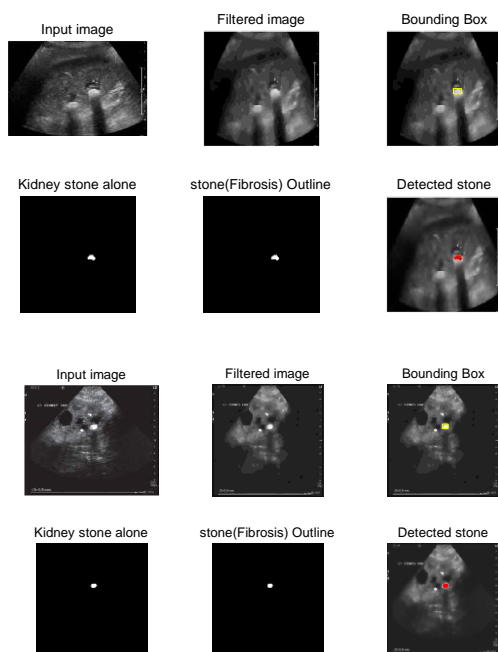 Input image
Filtered image
Bounding Box
Kidney stone alone
stone(Fibrosis) Outline
Detected stone
Input image
Filtered image
Bounding Box
Kidney stone alone
stone(Fibrosis) Outline
Detected stone